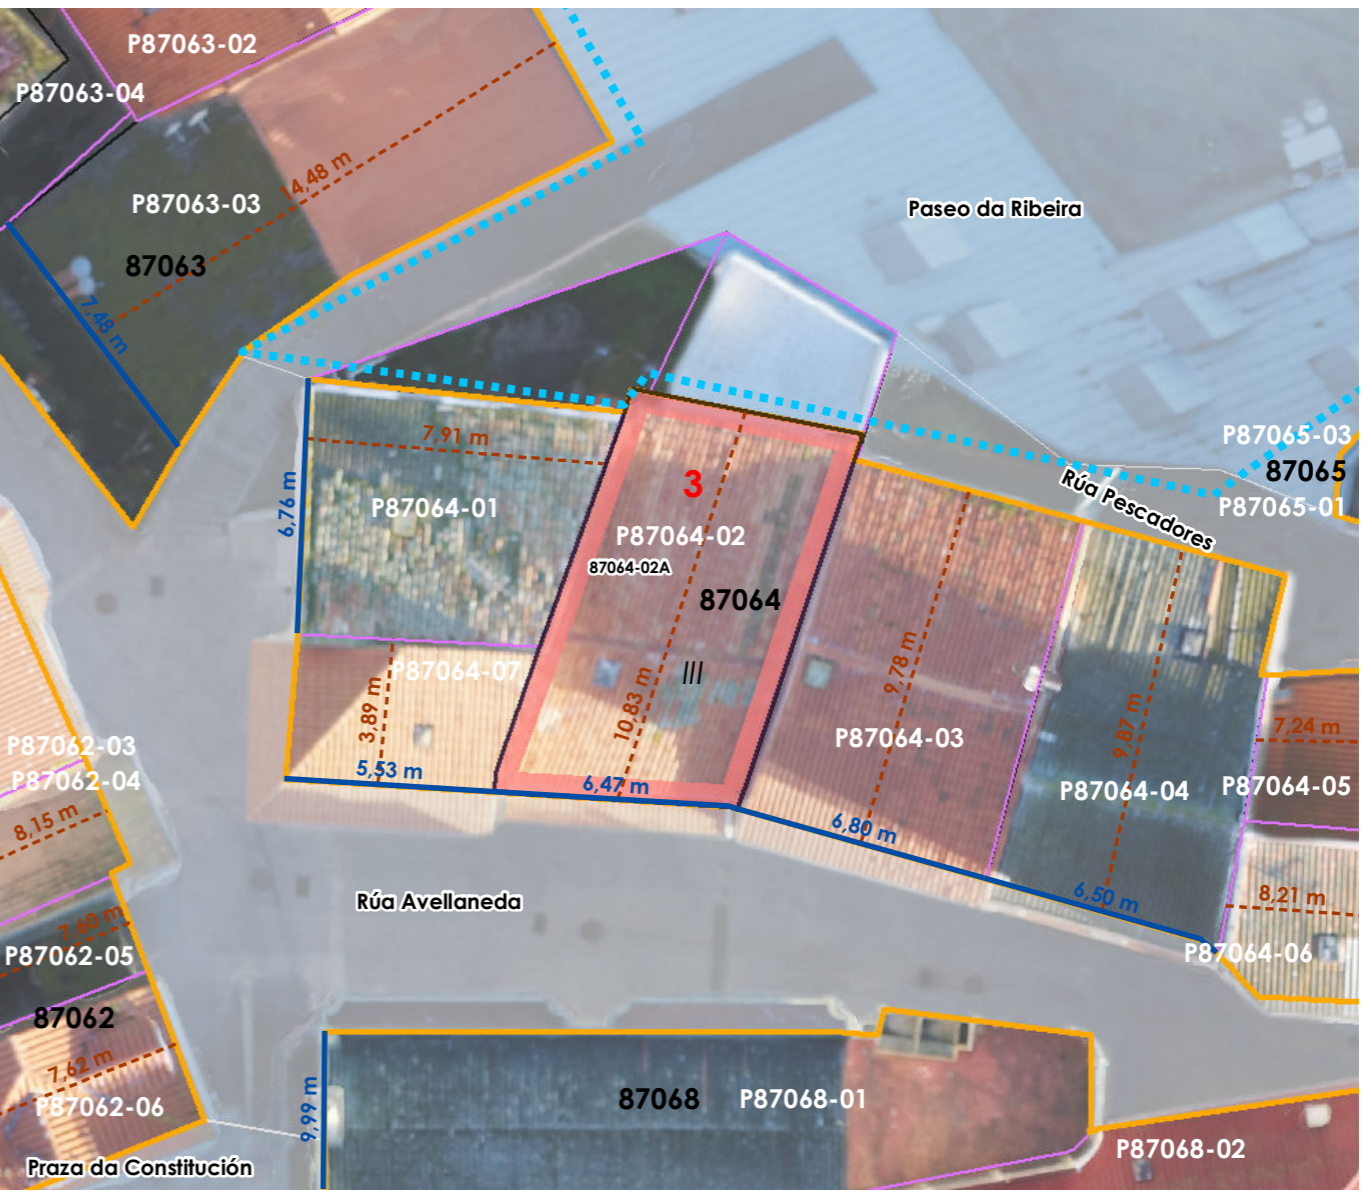 P87063-02
P87063-04
14,48 m
P87063-03
Paseo da Ribeira
87063
7,48 m
P87065-03
7,91 m
87065
3
Rúa Pescadores
6,76 m
P87064-01
P87065-01
P87064-02
87064-02A
87064
9,78 m
P87064-07
III
10,83 m
3,89 m
9,87 m
7,24 m
P87064-03
P87062-03
5,53 m
P87062-04
6,47 m
P87064-04
P87064-05
8,15 m
6,80 m
6,50 m
8,21 m
Rúa Avellaneda
7,60 m
P87062-05
P87064-06
87062
7,62 m
87068
P87068-01
P87062-06
9,99 m
P87068-02
Praza da Constitución